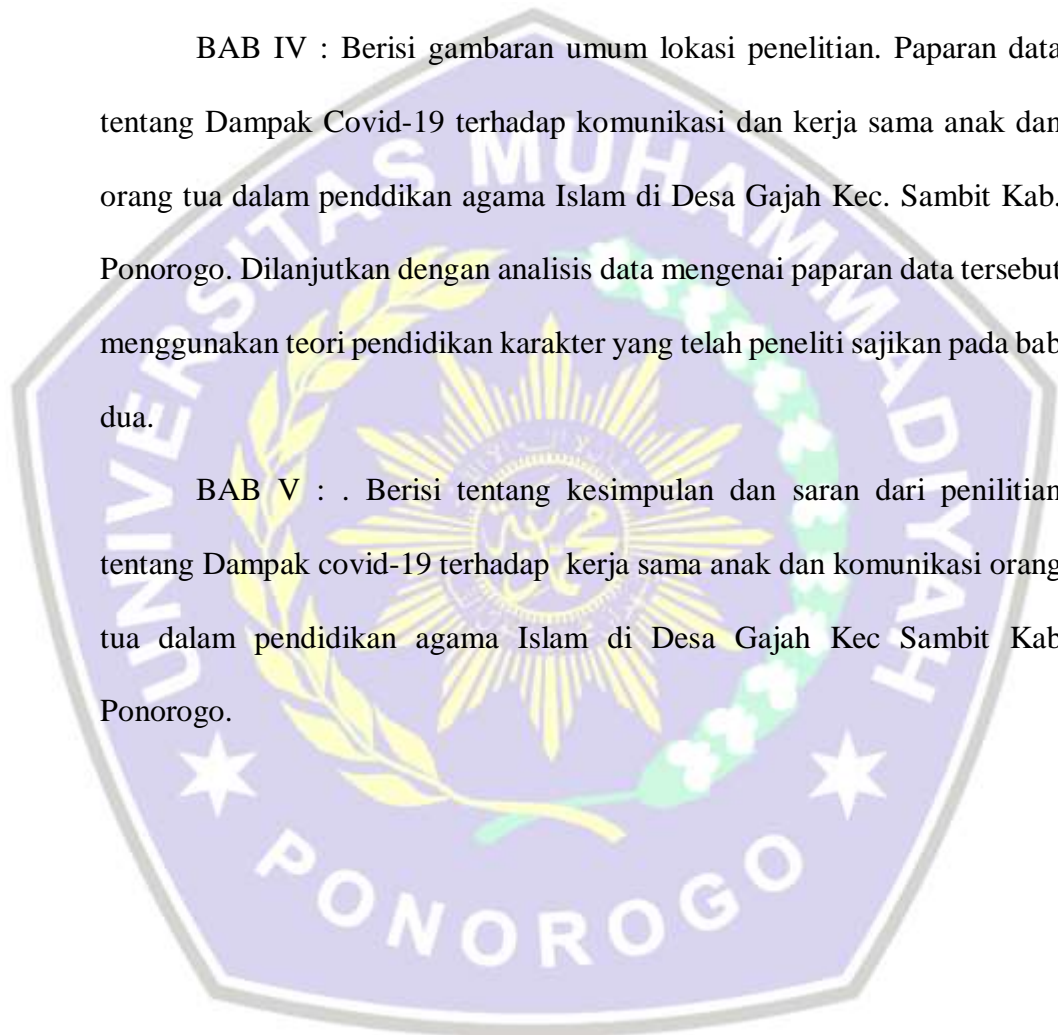 BAB IV : Berisi gambaran umum lokasi penelitian. Paparan data
tentang Dampak Covid-19 terhadap komunikasi dan kerja sama anak dan
orang tua dalam penddikan agama Islam di Desa Gajah Kec. Sambit Kab.
Ponorogo. Dilanjutkan dengan analisis data mengenai paparan data tersebut
menggunakan teori pendidikan karakter yang telah peneliti sajikan pada bab
dua.
BAB V : . Berisi tentang kesimpulan dan saran dari penilitian
tentang Dampak covid-19 terhadap kerja sama anak dan komunikasi orang
tua dalam pendidikan agama Islam di Desa Gajah Kec Sambit Kab
Ponorogo.
UNIVERSITAS MUHAMMADIYAH
PONOROGO